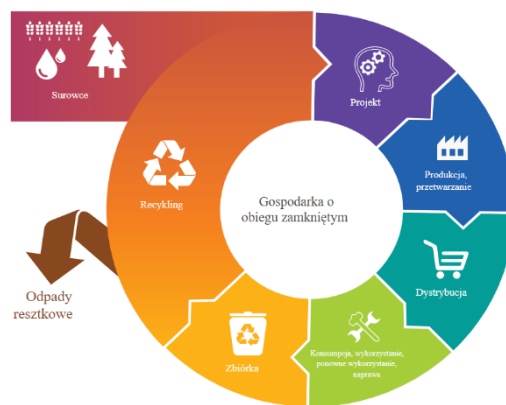 Surowce
Projekt
Produkcja,
przetwarzanie
Dystrybucja
Konsumpcja, wykorzystanie,
ponowne wykorzystanie,
naprawa
Zbiórka
Recykling
Odpady
resztkowe
Gospodarka o
obiegu zamkniętym